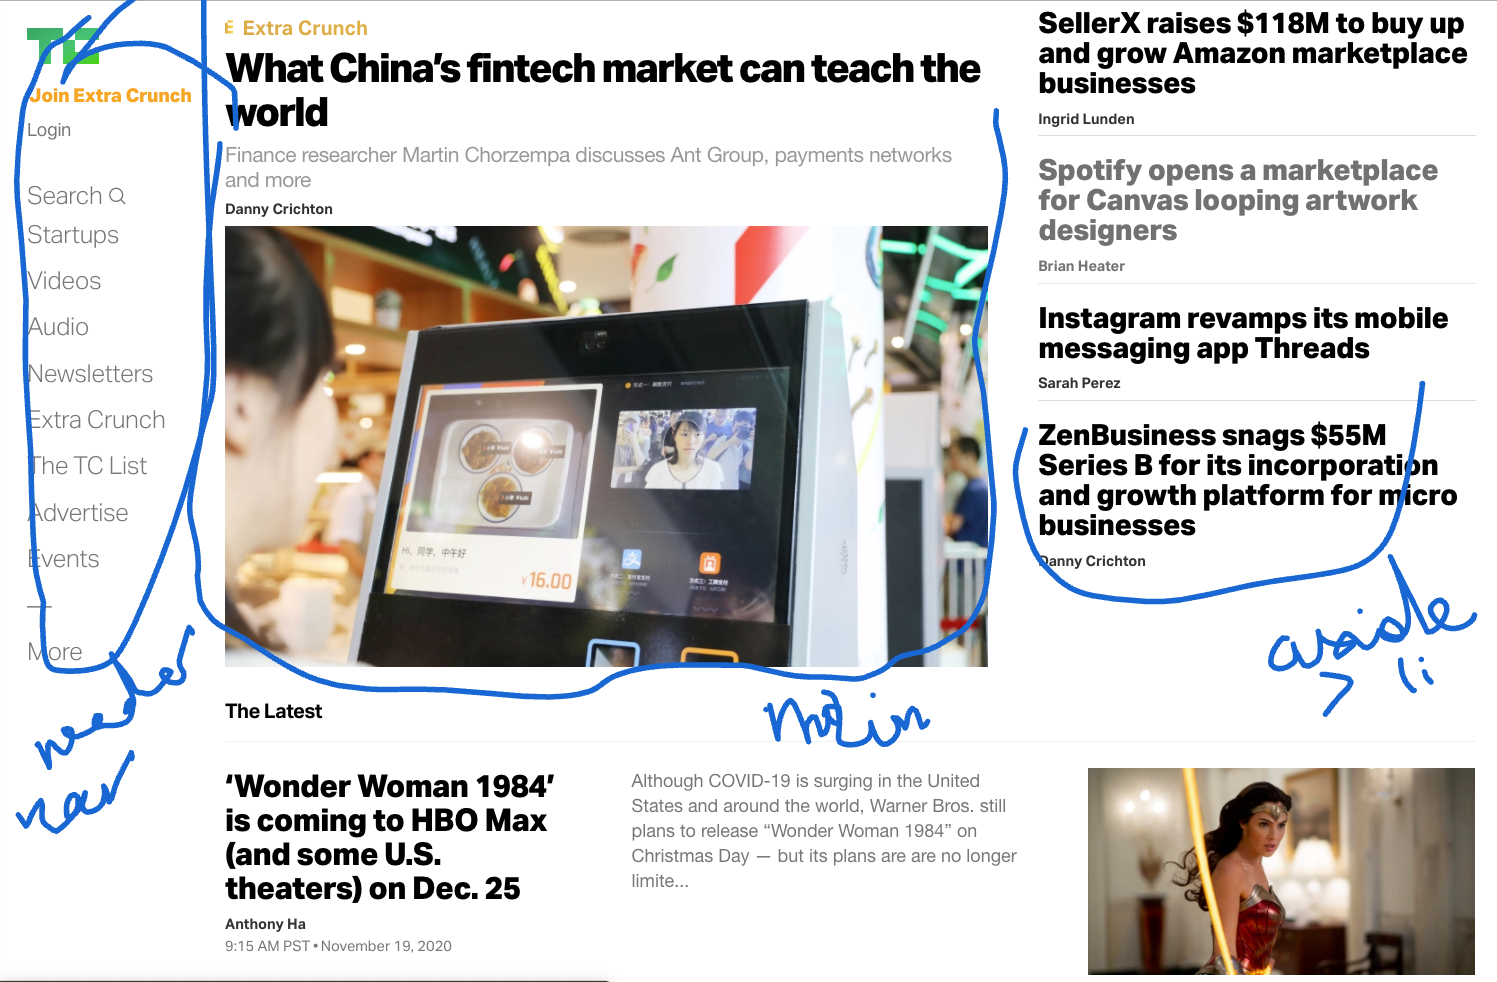 TC
Join Extra Crunch
Login
Search
Startups
Videos
Audio
Newsletters
Extra Crunch
The TC List
Advertise
Events
—
More
header
nav
E Extra Crunch
What China's fintech market can teach the
world
Finance researcher Martin Chorzempa discusses Ant Group, payments networks
and more
Danny Crichton
Hi, 同学, 中午好
¥16.00
main
SellerX raises $118M to buy up
and grow Amazon marketplace
businesses
Ingrid Lunden
Spotify opens a marketplace
for Canvas looping artwork
designers
Brian Heater
Instagram revamps its mobile
messaging app Threads
Sarah Perez
ZenBusiness snags $55M
Series B for its incorporation
and growth platform for micro
businesses
Danny Crichton
aside
> li
The Latest
‘Wonder Woman 1984’
is coming to HBO Max
(and some U.S.
theaters) on Dec. 25
Anthony Ha
9:15 AM PST • November 19, 2020
Although COVID-19 is surging in the United
States and around the world, Warner Bros. still
plans to release “Wonder Woman 1984” on
Christmas Day — but its plans are are no longer
limite...